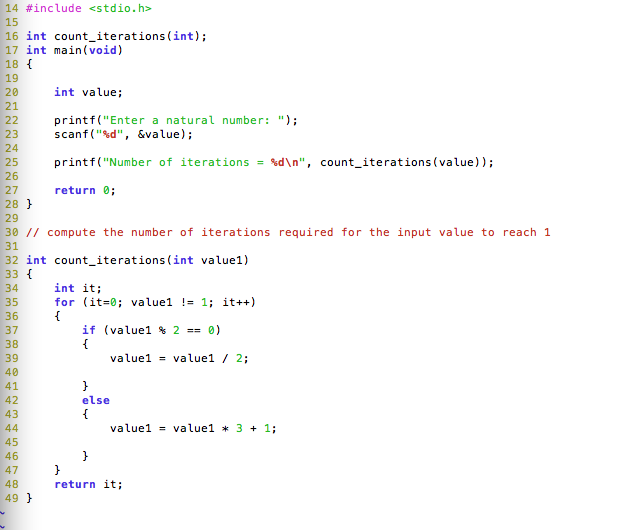 14 #include <stdio.h>
15
16 int count_iterations(int);
17 int main(void)
18 {
19
20     int value;
21
22     printf("Enter a natural number: ");
23     scanf("%d", &value);
24
25     printf("Number of iterations = %d\n", count_iterations(value));
26
27     return 0;
28 }
29
30 // compute the number of iterations required for the input value to reach 1
31
32 int count_iterations(int value1)
33 {
34     int it;
35     for (it=0; value1 != 1; it++)
36     {
37         if (value1 % 2 == 0)
38         {
39             value1 = value1 / 2;
40
41         }
42         else
43         {
44             value1 = value1 * 3 + 1;
45
46         }
47     }
48     return it;
49 }
~
~